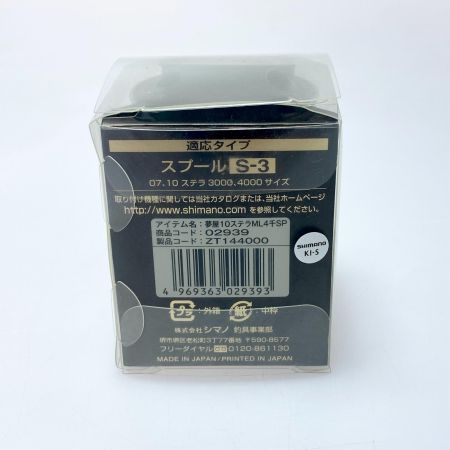 適応タイプ
スプール S-3
07.10 ステラ 3000、4000 サイズ
取り付け機種に関しては当社カタログまたは、当社ホームページ
http://www.shimano.com を参照してください。
アイテム名：夢屋10ステラML4千SP
商品コード：02939
製品コード：ZT144000
SHIMANO
KI-S
4 969363 029393
プラ：外箱 紙：中枠
株式会社 シマノ 釣具事業部
堺市堺区老松町3丁77番地 〒590-8577
フリーダイヤル 0120-861130
MADE IN JAPAN/PRINTED IN JAPAN